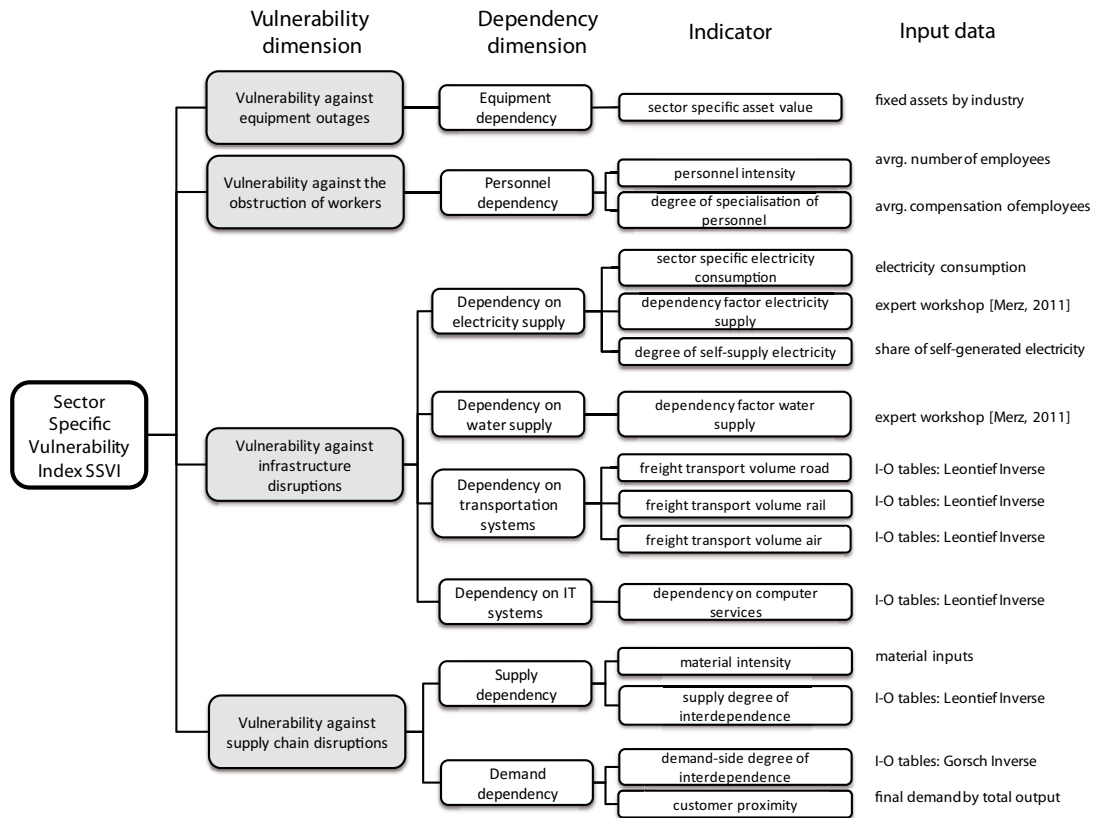 Vulnerability
dimension
Dependency
dimension
Indicator
Input data
Vulnerability against
equipment outages
Equipment
dependency
sector specific asset value
fixed assets by industry
Vulnerability against the
obstruction of workers
Personnel
dependency
personnel intensity
avrg. number of employees
degree of specialisation of
personnel
avrg. compensation ofemployees
Sector
Specific
Vulnerability
Index SSVI
Vulnerability against
infrastructure
disruptions
Dependency on
electricity supply
sector specific electricity
consumption
electricity consumption
dependency factor electricity
supply
expert workshop [Merz, 2011]
degree of self-supply electricity
share of self-generated electricity
Dependency on
water supply
dependency factor water
supply
expert workshop [Merz, 2011]
Dependency on
transportation
systems
freight transport volume road
I-O tables: Leontief Inverse
freight transport volume rail
I-O tables: Leontief Inverse
freight transport volume air
I-O tables: Leontief Inverse
Dependency on IT
systems
dependency on computer
services
I-O tables: Leontief Inverse
Vulnerability against
supply chain disruptions
Supply
dependency
material intensity
material inputs
supply degree of
interdependence
I-O tables: Leontief Inverse
Demand
dependency
demand-side degree of
interdependence
I-O tables: Gorsch Inverse
customer proximity
final demand by total output